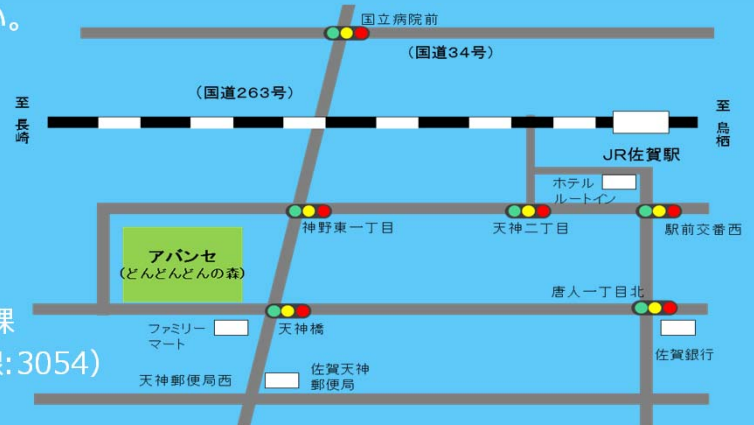 い。
国立病院前
(国道34号)
(国道263号)
至
長
崎
至
鳥
栖
JR佐賀駅
ホテル
ルートイン
神野東一丁目
天神二丁目
駅前交番西
アバンセ
(どんどんどんの森)
唐人一丁目北
課
ファミリー
マート
天神橋
佐賀銀行
:3054)
天神郵便局西
佐賀天神
郵便局